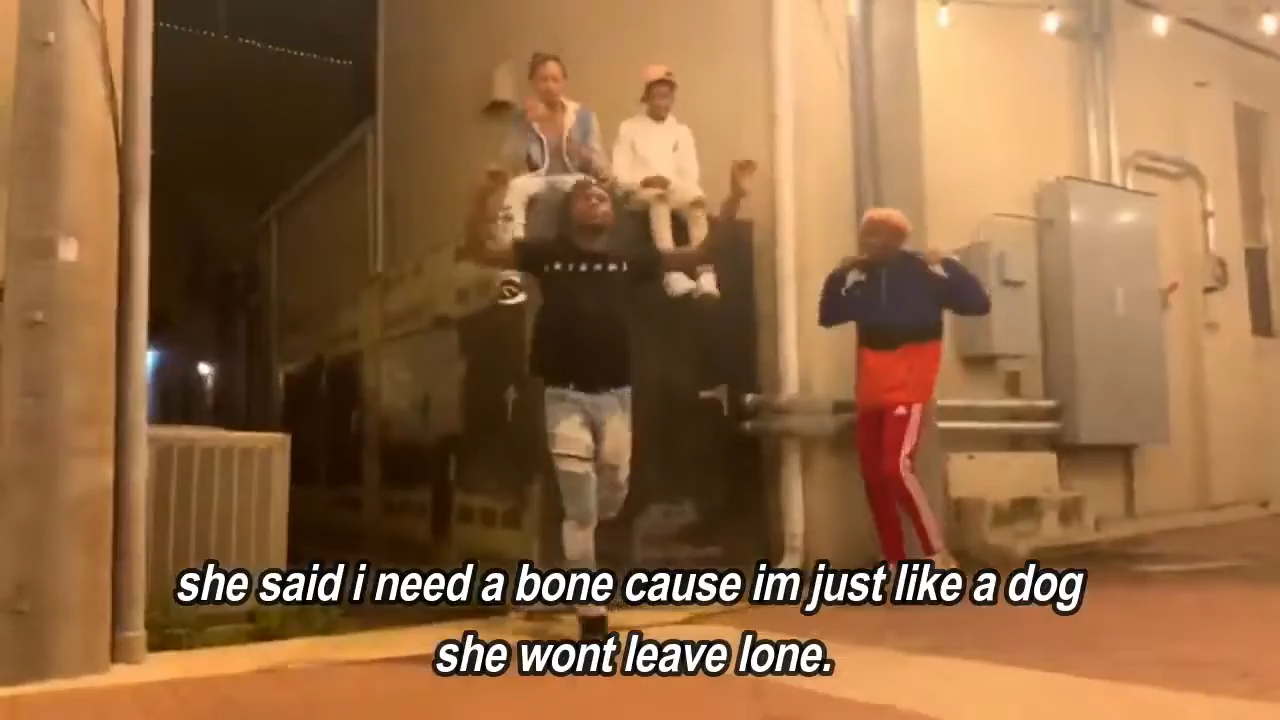 she said i need a bone cause im just like a dog
she wont leave lone.